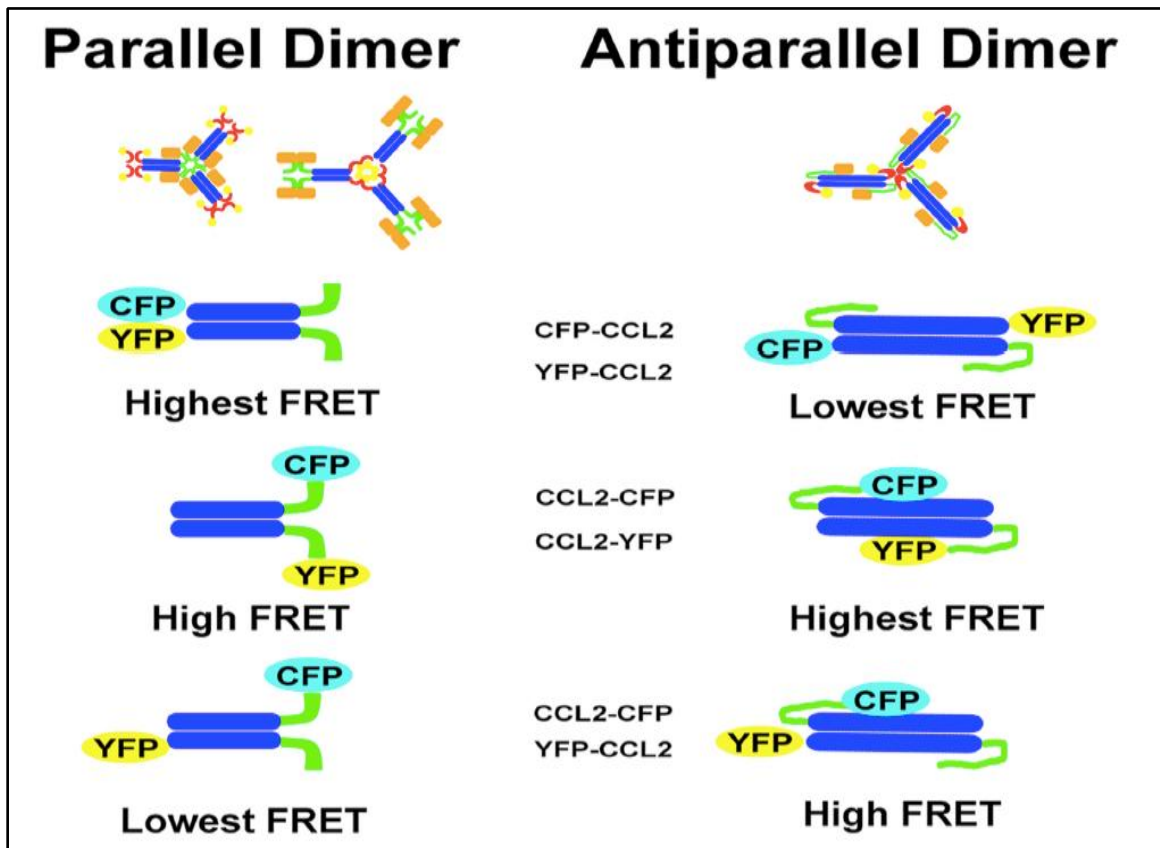 Parallel Dimer
Antiparallel Dimer
CFP
YFP
Highest FRET
CFP-CCL2
YFP-CCL2
YFP
CFP
Lowest FRET
CFP
YFP
High FRET
CCL2-CFP
CCL2-YFP
CFP
YFP
Highest FRET
CFP
YFP
Lowest FRET
CCL2-CFP
YFP-CCL2
CFP
YFP
High FRET